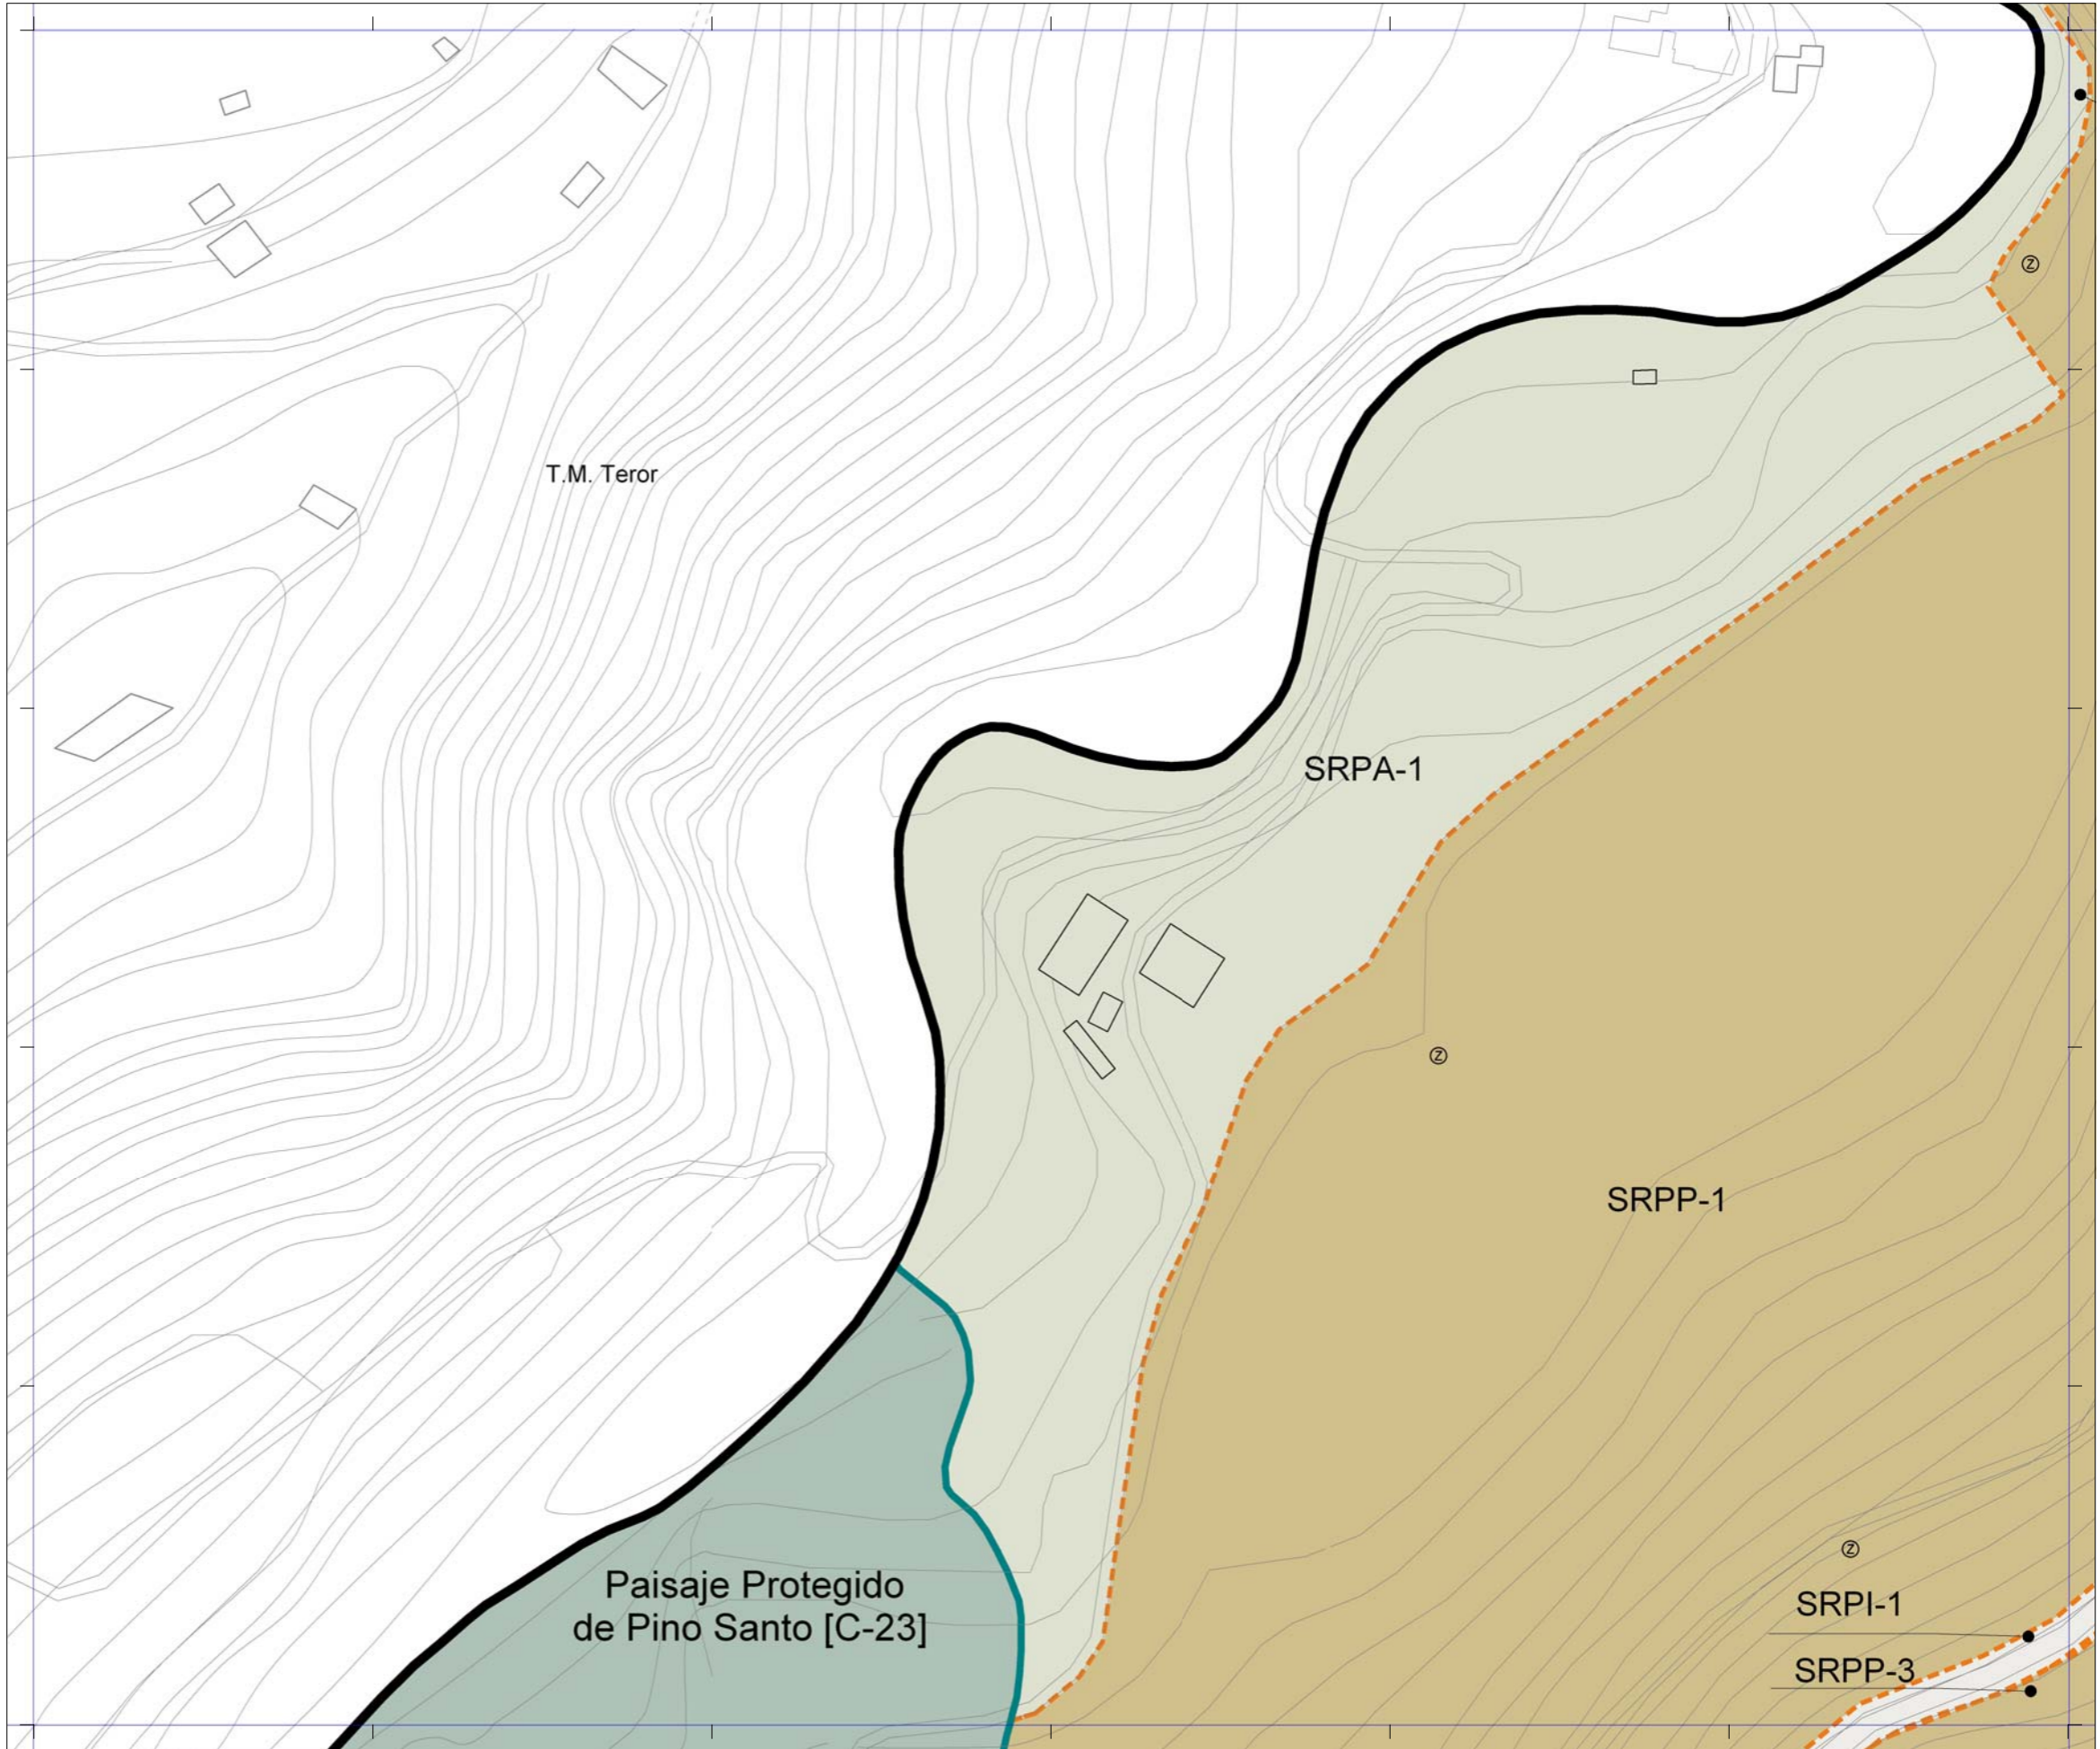 Ⓩ
T.M. Teror
SRPA-1
Ⓩ
SRPP-1
Ⓩ
Paisaje Protegido
de Pino Santo [C-23]
SRPI-1
SRPP-3